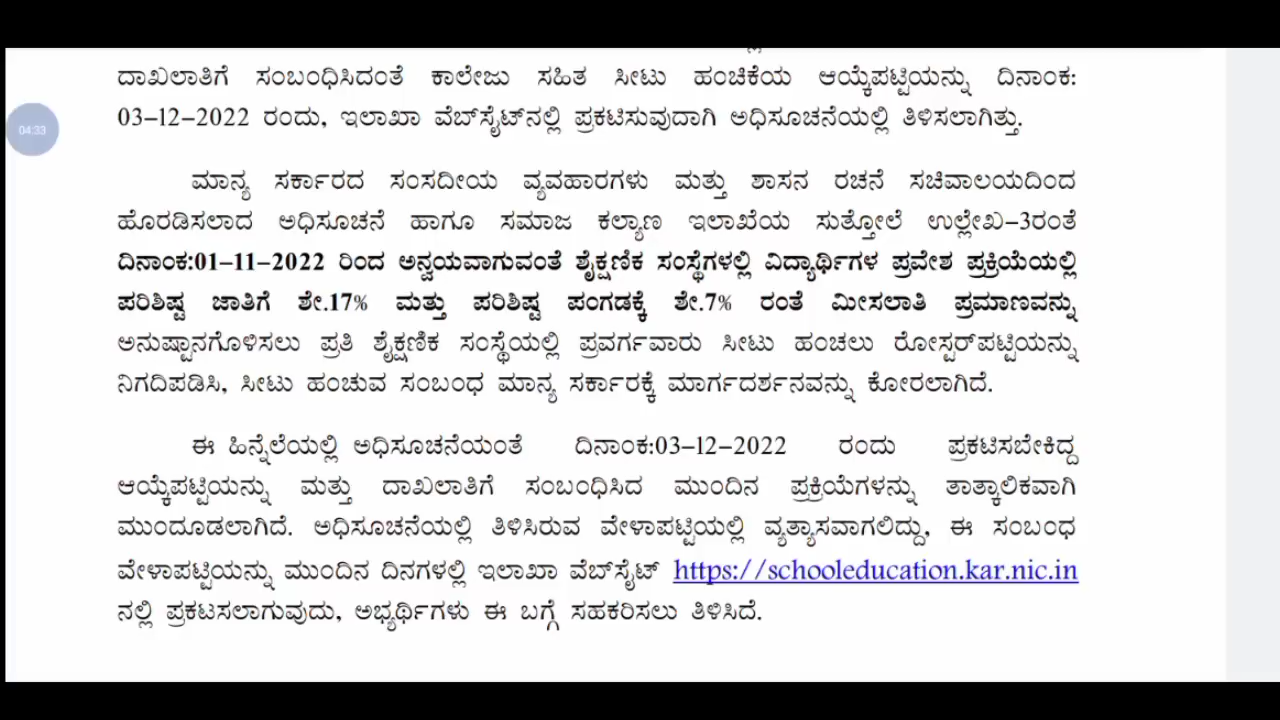 ದಾಖಲಾತಿಗೆ ಸಂಬಂಧಿಸಿದಂತೆ ಕಾಲೇಜು ಸಹಿತ ಸೀಟು ಹಂಚಿಕೆಯ ಆಯ್ಕೆಪಟ್ಟಿಯನ್ನು ದಿನಾಂಕ:
03-12-2022 ರಂದು, ಇಲಾಖಾ ವೆಬ್‌ಸೈಟ್‌ನಲ್ಲಿ ಪ್ರಕಟಿಸುವುದಾಗಿ ಅಧಿಸೂಚನೆಯಲ್ಲಿ ತಿಳಿಸಲಾಗಿತ್ತು.
04:33
ಮಾನ್ಯ ಸರ್ಕಾರದ ಸಂಸದೀಯ ವ್ಯವಹಾರಗಳು ಮತ್ತು ಶಾಸನ ರಚನೆ ಸಚಿವಾಲಯದಿಂದ
ಹೊರಡಿಸಲಾದ ಅಧಿಸೂಚನೆ ಹಾಗೂ ಸಮಾಜ ಕಲ್ಯಾಣ ಇಲಾಖೆಯ ಸುತ್ತೋಲೆ ಉಲ್ಲೇಖ-3ರಂತೆ
ದಿನಾಂಕ:01-11-2022 ರಿಂದ ಅನ್ವಯವಾಗುವಂತೆ ಶೈಕ್ಷಣಿಕ ಸಂಸ್ಥೆಗಳಲ್ಲಿ ವಿದ್ಯಾರ್ಥಿಗಳ ಪ್ರವೇಶ ಪ್ರಕ್ರಿಯೆಯಲ್ಲಿ
ಪರಿಶಿಷ್ಟ ಜಾತಿಗೆ ಶೇ.17% ಮತ್ತು ಪರಿಶಿಷ್ಟ ಪಂಗಡಕ್ಕೆ ಶೇ.7% ರಂತೆ ಮೀಸಲಾತಿ ಪ್ರಮಾಣವನ್ನು
ಅನುಷ್ಟಾನಗೊಳಿಸಲು ಪ್ರತಿ ಶೈಕ್ಷಣಿಕ ಸಂಸ್ಥೆಯಲ್ಲಿ ಪ್ರವರ್ಗವಾರು ಸೀಟು ಹಂಚಲು ರೋಸ್ಟರ್‌ಪಟ್ಟಿಯನ್ನು
ನಿಗದಿಪಡಿಸಿ, ಸೀಟು ಹಂಚುವ ಸಂಬಂಧ ಮಾನ್ಯ ಸರ್ಕಾರಕ್ಕೆ ಮಾರ್ಗದರ್ಶನವನ್ನು ಕೋರಲಾಗಿದೆ.
ಈ ಹಿನ್ನೆಲೆಯಲ್ಲಿ ಅಧಿಸೂಚನೆಯಂತೆ ದಿನಾಂಕ:03-12-2022 ರಂದು ಪ್ರಕಟಿಸಬೇಕಿದ್ದ
ಆಯ್ಕೆಪಟ್ಟಿಯನ್ನು ಮತ್ತು ದಾಖಲಾತಿಗೆ ಸಂಬಂಧಿಸಿದ ಮುಂದಿನ ಪ್ರಕ್ರಿಯೆಗಳನ್ನು ತಾತ್ಕಾಲಿಕವಾಗಿ
ಮುಂದೂಡಲಾಗಿದೆ. ಅಧಿಸೂಚನೆಯಲ್ಲಿ ತಿಳಿಸಿರುವ ವೇಳಾಪಟ್ಟಿಯಲ್ಲಿ ವ್ಯತ್ಯಾಸವಾಗಲಿದ್ದು, ಈ ಸಂಬಂಧ
ವೇಳಾಪಟ್ಟಿಯನ್ನು ಮುಂದಿನ ದಿನಗಳಲ್ಲಿ ಇಲಾಖಾ ವೆಬ್‌ಸೈಟ್ https://schooleducation.kar.nic.in
ನಲ್ಲಿ ಪ್ರಕಟಸಲಾಗುವುದು, ಅಭ್ಯರ್ಥಿಗಳು ಈ ಬಗ್ಗೆ ಸಹಕರಿಸಲು ತಿಳಿಸಿದೆ.